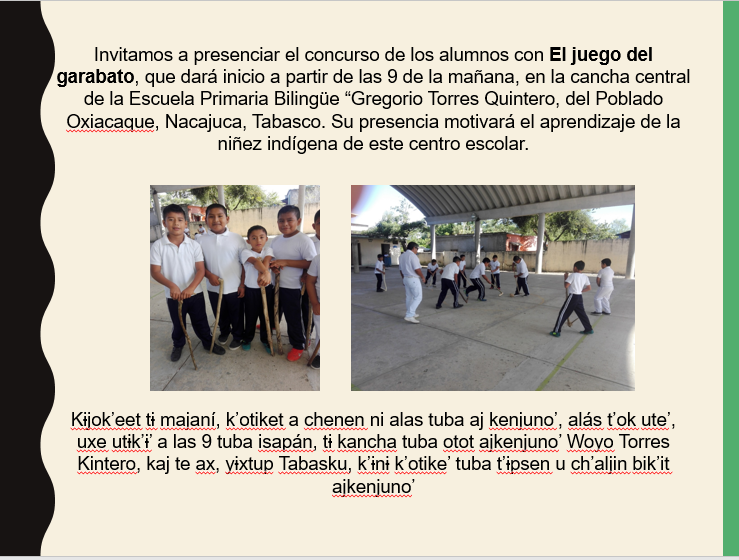 Invitamos a presenciar el concurso de los alumnos con El juego del
garabato, que dará inicio a partir de las 9 de la mañana, en la cancha central
de la Escuela Primaria Bilingüe “Gregorio Torres Quintero, del Poblado
Oxiacaque, Nacajuca, Tabasco. Su presencia motivará el aprendizaje de la
niñez indígena de este centro escolar.
Kɨjok’eet tɨ majaní, k’otiket a chenen ni alas tuba aj kenjuno’, alás t’ok ute’,
uxe utɨk’ɨ’ a las 9 tuba isapán, tɨ kancha tuba otot ajkenjuno’ Woyo Torres
Kintero, kaj te ax, yɨxtup Tabasku, k’ɨnɨ k’otike’ tuba t’ɨpsen u ch’aljin bik’it
ajkenjuno’